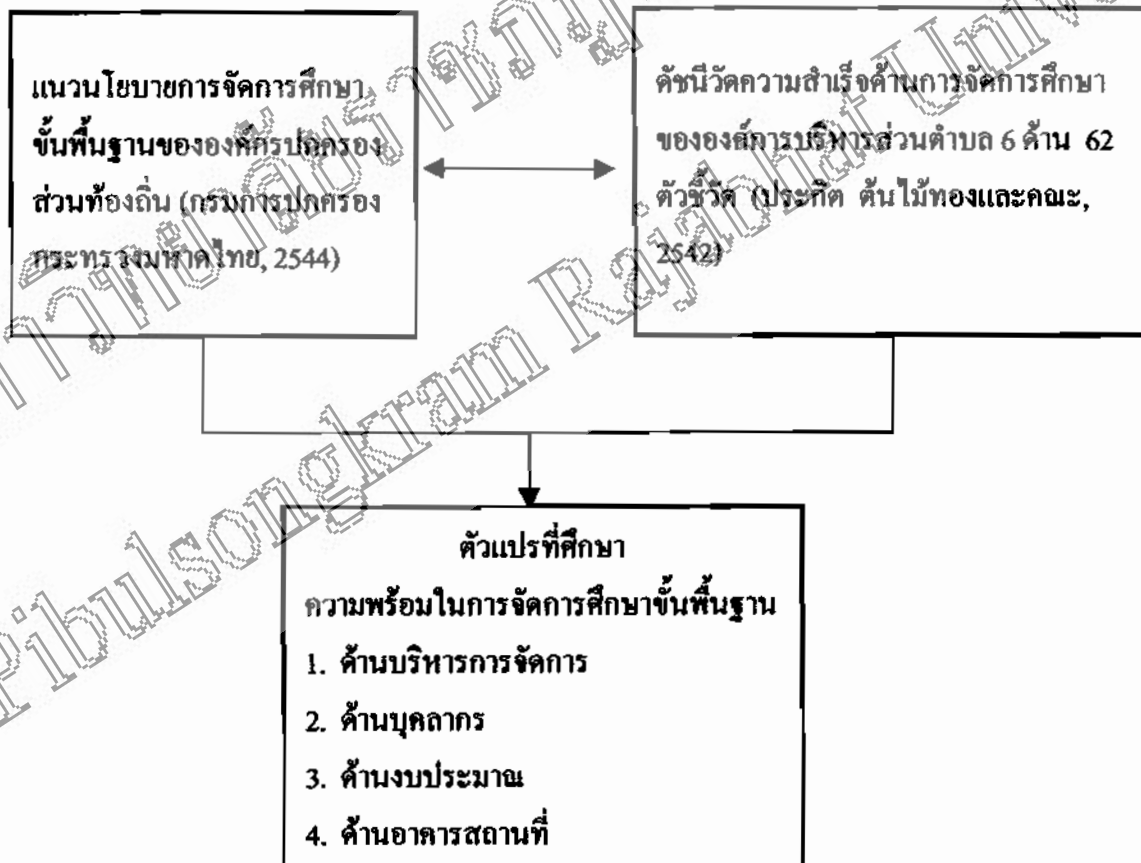 แนวนโยบายการจัดการศึกษา
ขั้นพื้นฐานขององค์กรปกครอง
ส่วนท้องถิ่น (กรมการปกครอง
กระทรวงมหาดไทย, 2544)
ดัชนีวัดความสำเร็จด้านการจัดการศึกษา
ขององค์การบริหารส่วนตำบล 6 ด้าน 62
ตัวชี้วัด (ประกิต ต้นไม้ทองและคณะ,
2542)
ตัวแปรที่ศึกษา
ความพร้อมในการจัดการศึกษาขั้นพื้นฐาน
1. ด้านบริหารการจัดการ
2. ด้านบุคลากร
3. ด้านงบประมาณ
4. ด้านอาคารสถานที่
Pibulsongkram Rajabhat